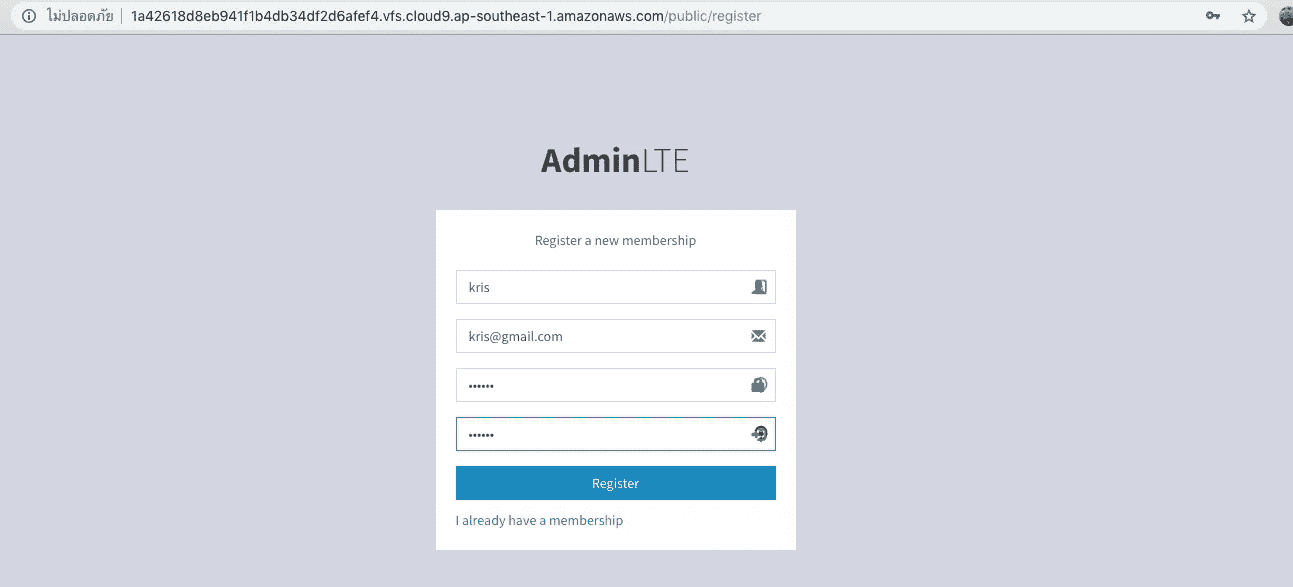 ไม่ปลอดภัย 1a42618d8eb941f1b4db34df2d6afef4.vfs.cloud9.ap-southeast-1.amazonaws.com/public/register
AdminLTE
Register a new membership
kris
kris@gmail.com
••••••
••••••
Register
I already have a membership